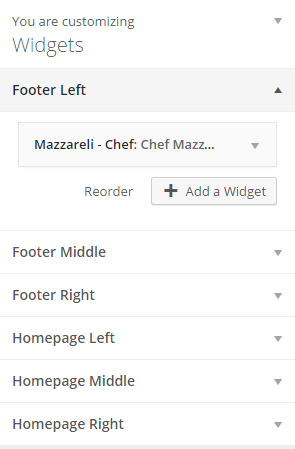 You are customizing
Widgets
Footer Left
Mazzareli - Chef: Chef Mazz...
Reorder
Add a Widget
Footer Middle
Footer Right
Homepage Left
Homepage Middle
Homepage Right